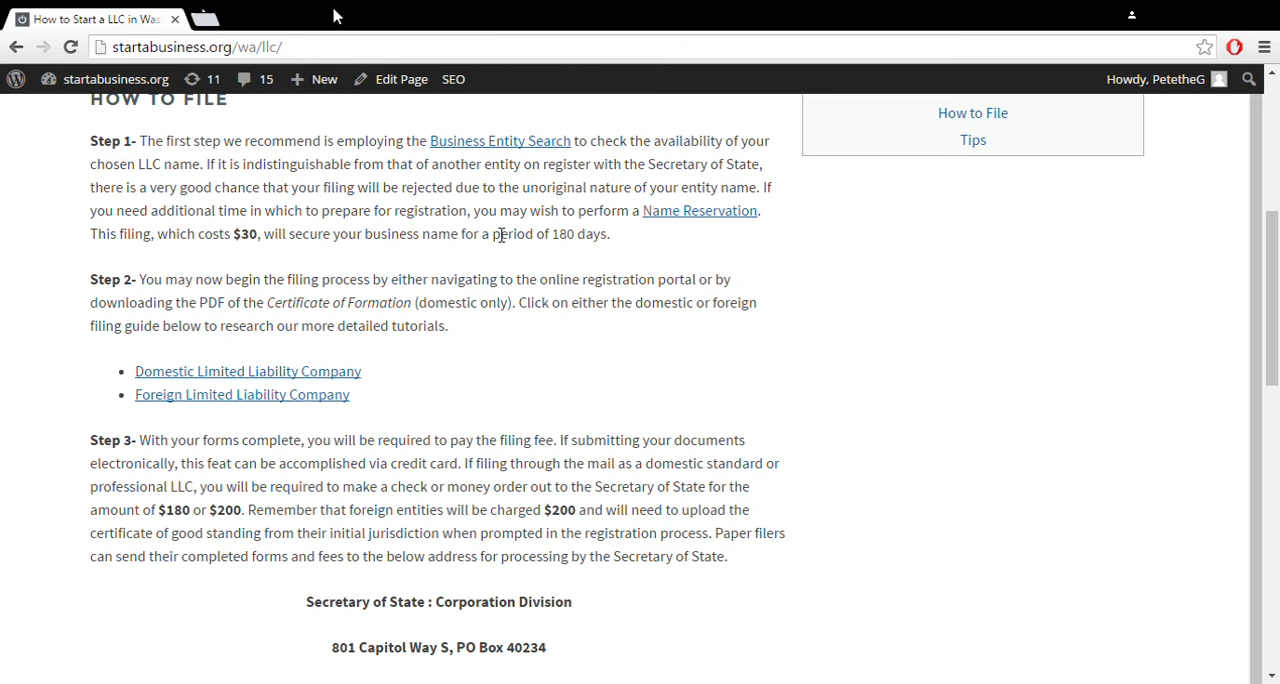 How to Start a LLC in Was
startabusiness.org/wa/llc/
startabusiness.org 11 15 New Edit Page SEO Howdy, PetetheG
HOW TO FILE
How to File
Tips
Step 1- The first step we recommend is employing the Business Entity Search to check the availability of your
chosen LLC name. If it is indistinguishable from that of another entity on register with the Secretary of State,
there is a very good chance that your filing will be rejected due to the unoriginal nature of your entity name. If
you need additional time in which to prepare for registration, you may wish to perform a Name Reservation.
This filing, which costs $30, will secure your business name for a period of 180 days.
Step 2- You may now begin the filing process by either navigating to the online registration portal or by
downloading the PDF of the Certificate of Formation (domestic only). Click on either the domestic or foreign
filing guide below to research our more detailed tutorials.
Domestic Limited Liability Company
Foreign Limited Liability Company
Step 3- With your forms complete, you will be required to pay the filing fee. If submitting your documents
electronically, this feat can be accomplished via credit card. If filing through the mail as a domestic standard or
professional LLC, you will be required to make a check or money order out to the Secretary of State for the
amount of $180 or $200. Remember that foreign entities will be charged $200 and will need to upload the
certificate of good standing from their initial jurisdiction when prompted in the registration process. Paper filers
can send their completed forms and fees to the below address for processing by the Secretary of State.
Secretary of State : Corporation Division
801 Capitol Way S, PO Box 40234